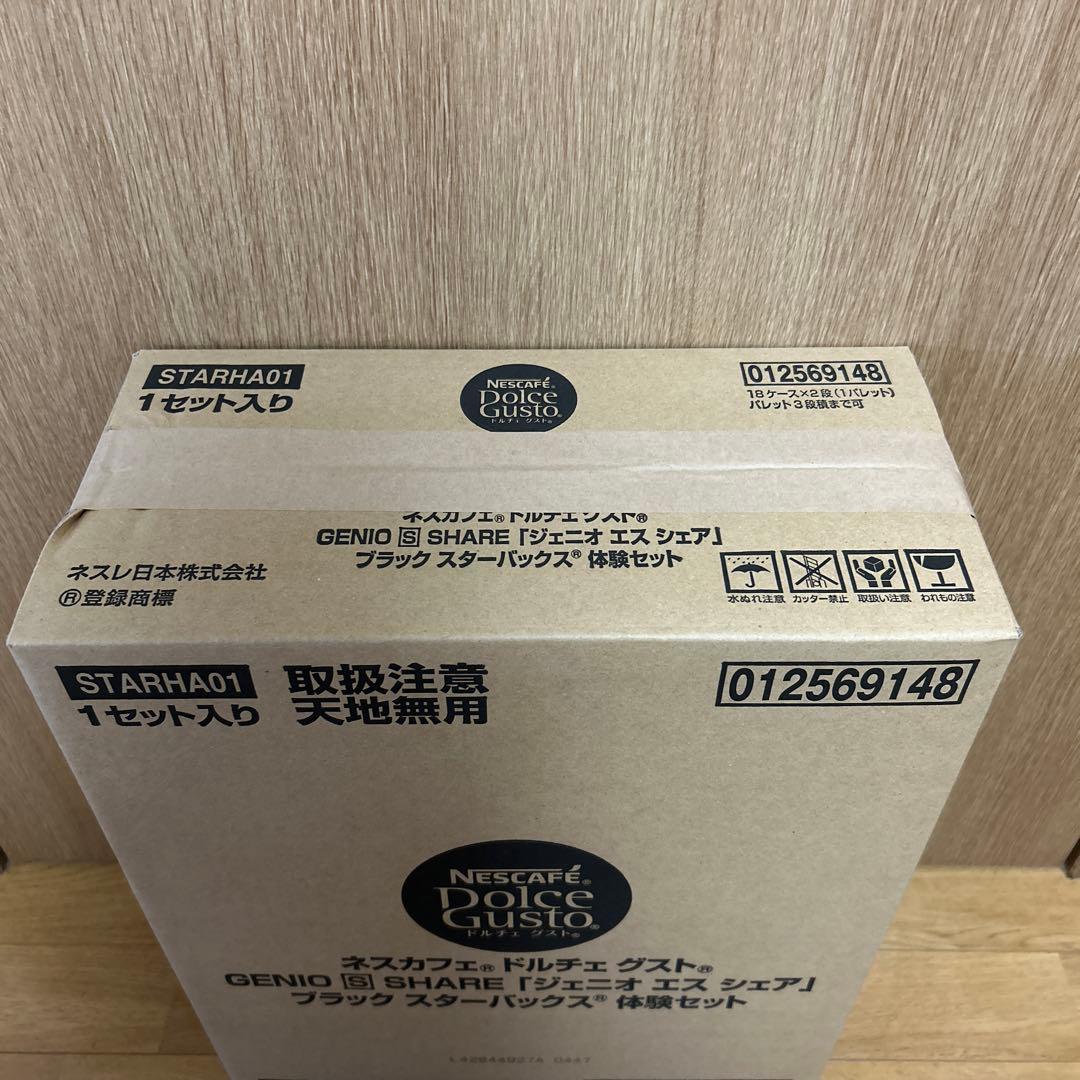 STARHA01
1セット入り
NESCAFÉ®
Dolce
Gusto®
ドルチェ グスト®
012569148
18ケース×2段(1パレット)
パレット3段積まで可
ネスカフェ® ドルチェ グスト®
GENIO S SHARE「ジェニオ エス シェア」
ブラック スターバックス® 体験セット
ネスレ日本株式会社
®登録商標
水ぬれ注意 カッター禁止 取扱い注意 われもの注意
STARHA01
1セット入り
取扱注意
天地無用
012569148
NESCAFÉ®
Dolce
Gusto®
ドルチェ グスト®
ネスカフェ® ドルチェ グスト®
GENIO S SHARE「ジェニオ エス シェア」
ブラック スターバックス® 体験セット
L42844927A 0447